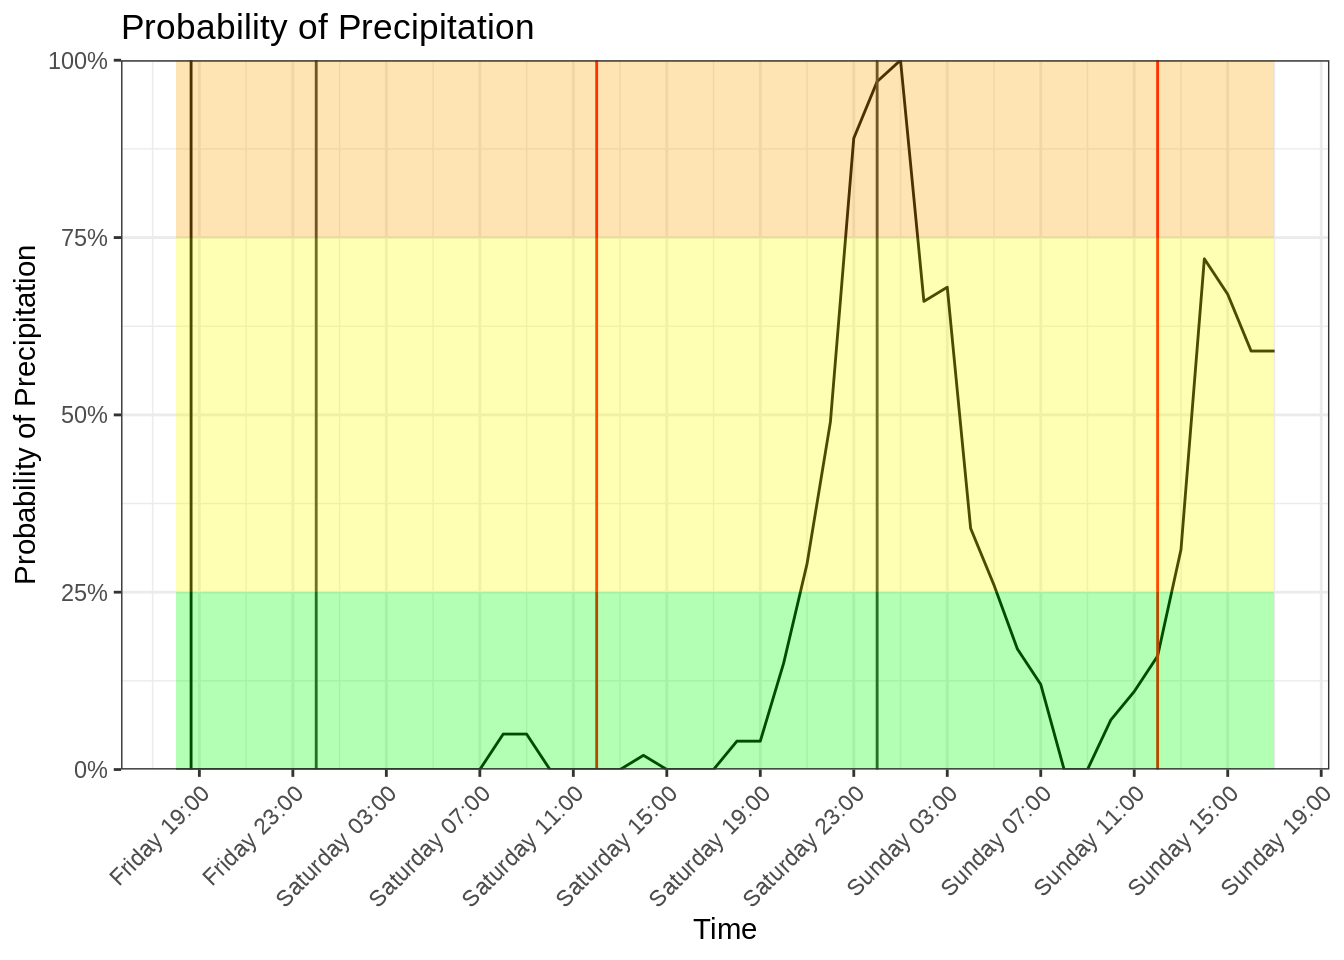 Probability of Precipitation
Probability of Precipitation
100%
75%
50%
25%
0%
Friday 19:00
Friday 23:00
Saturday 03:00
Saturday 07:00
Saturday 11:00
Saturday 15:00
Saturday 19:00
Saturday 23:00
Sunday 03:00
Sunday 07:00
Sunday 11:00
Sunday 15:00
Sunday 19:00
Time